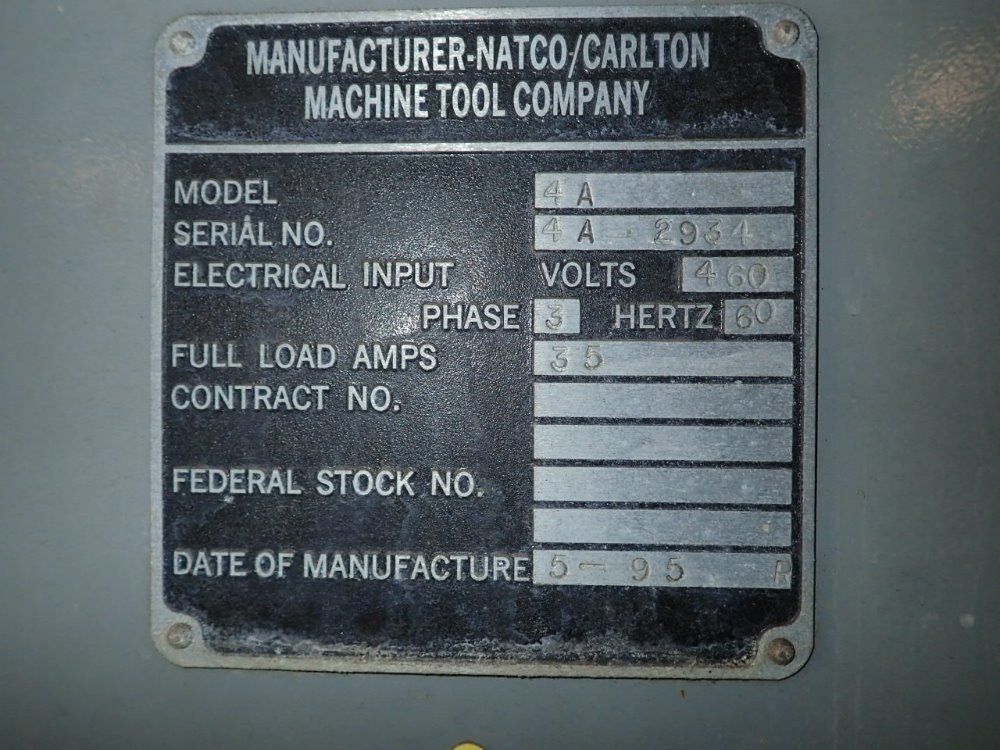 MANUFACTURER-NATCO/CARLTON
MACHINE TOOL COMPANY
MODEL 4 A
SERIAL NO. 4 A - 2934
ELECTRICAL INPUT VOLTS 460
PHASE 3 HERTZ 60
FULL LOAD AMPS 35
CONTRACT NO.
FEDERAL STOCK NO.
DATE OF MANUFACTURE 5-95 R